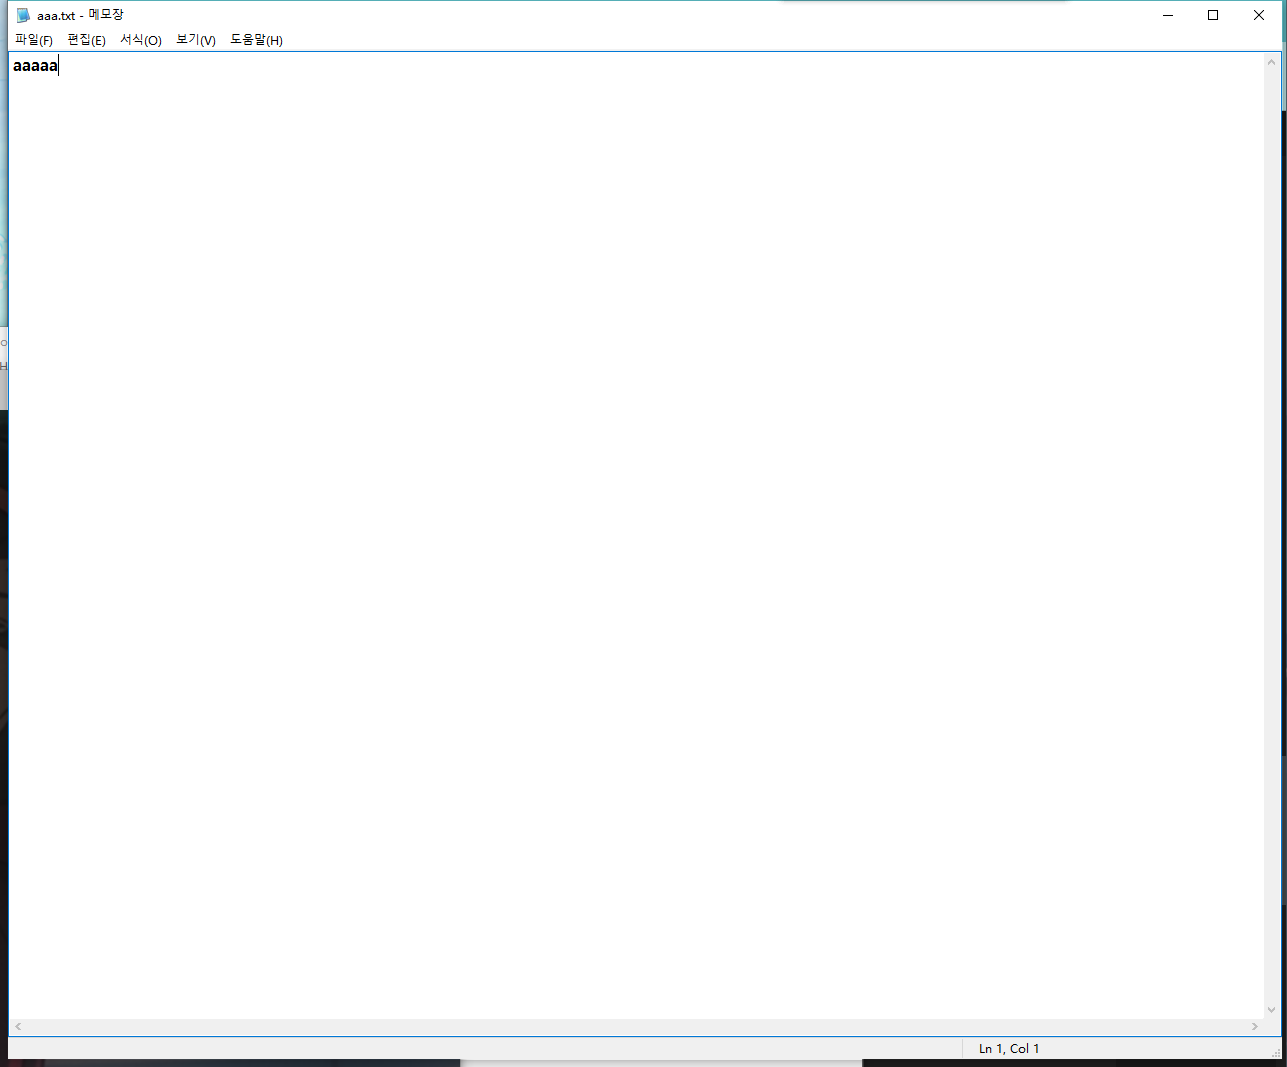 aaa.txt - 메모장
파일(F) 편집(E) 서식(O) 보기(V) 도움말(H)
aaaaa
Ln 1, Col 1